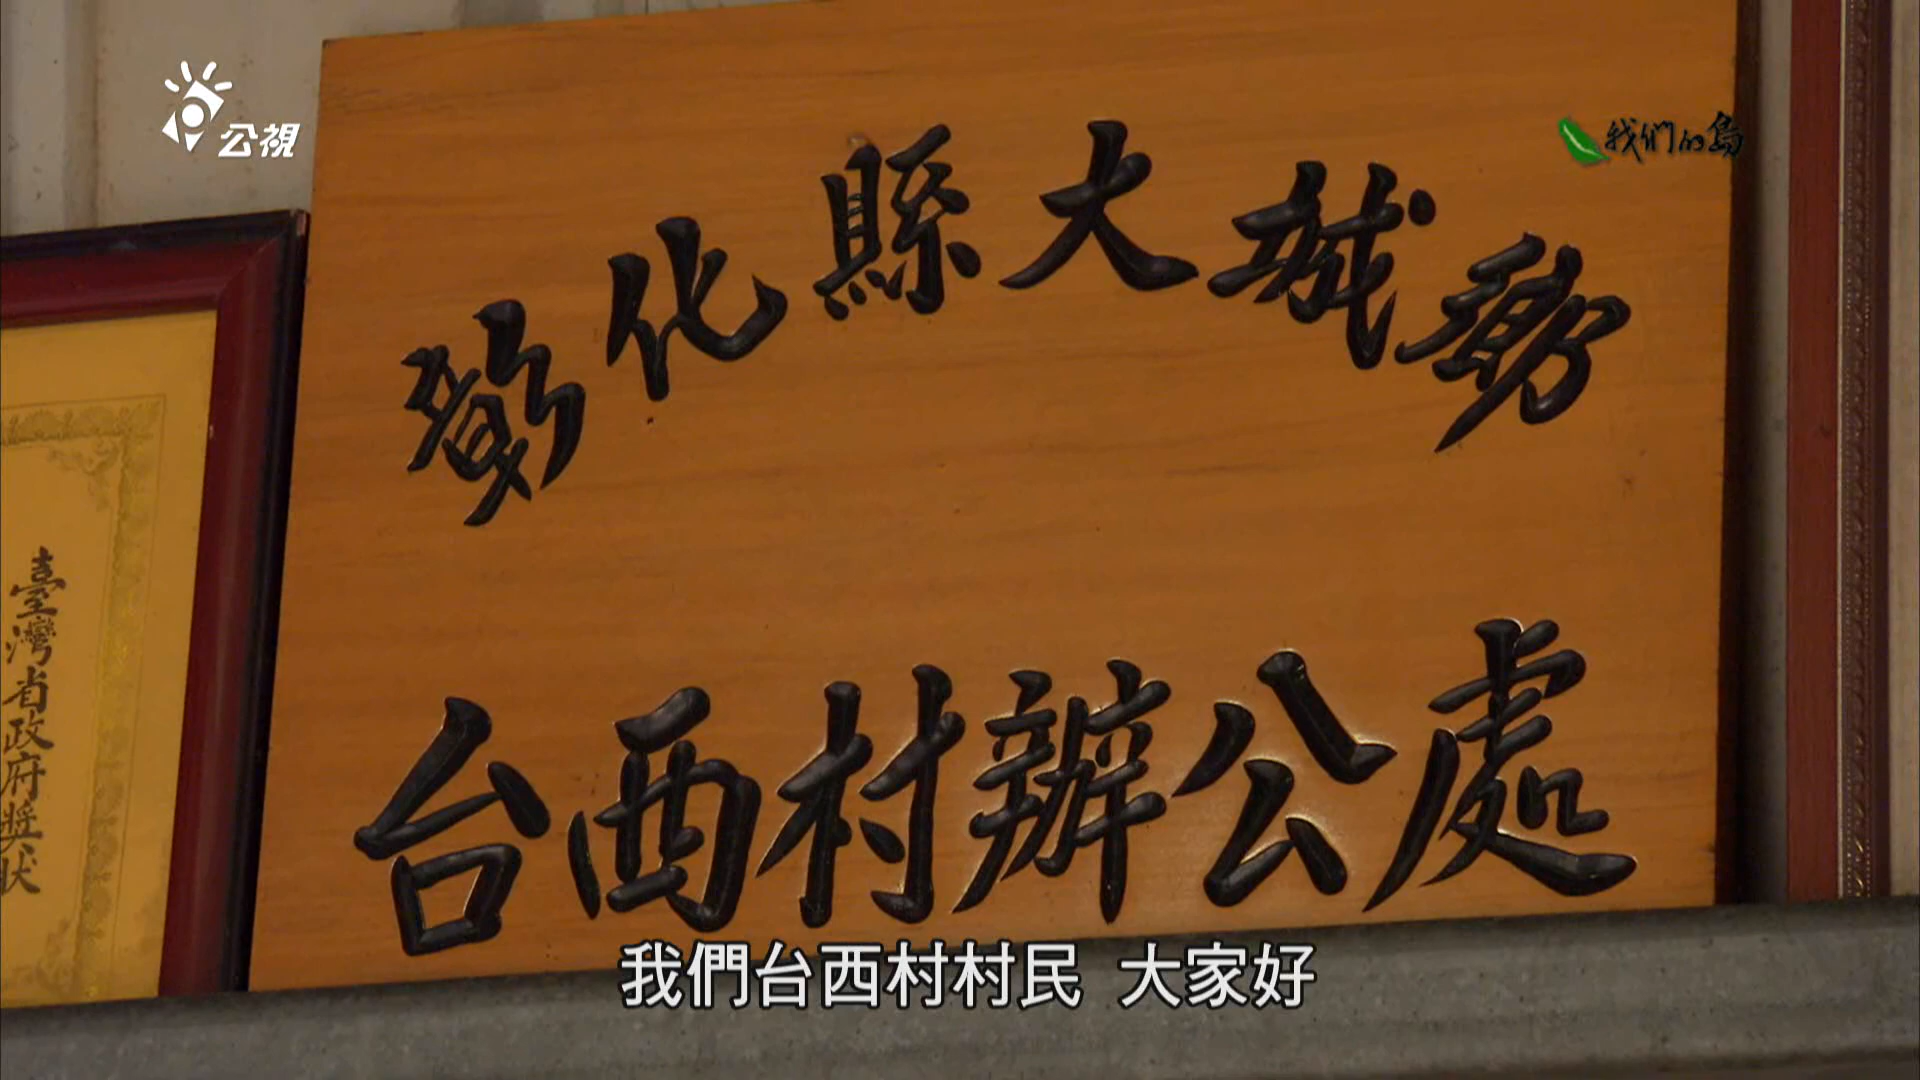 公視
我們的島
彰化縣大城鄉
台西村辦公處
臺灣省政府獎狀
我們台西村村民 大家好